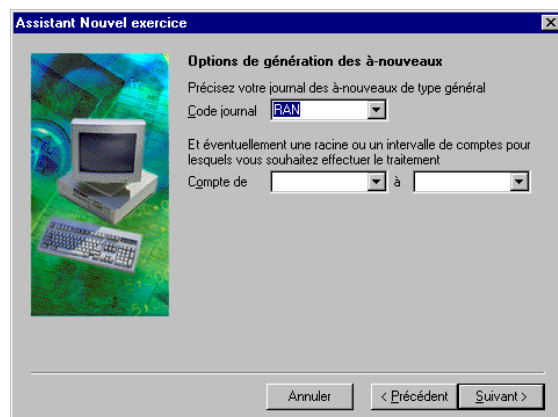 Assistant Nouvel exercice
Options de génération des à-nouveaux
Précisez votre journal des à-nouveaux de type général
Code journal RAN
Et éventuellement une racine ou un intervalle de comptes pour
lesquels vous souhaitez effectuer le traitement
Compte de à
Annuler < Précédent Suivant >